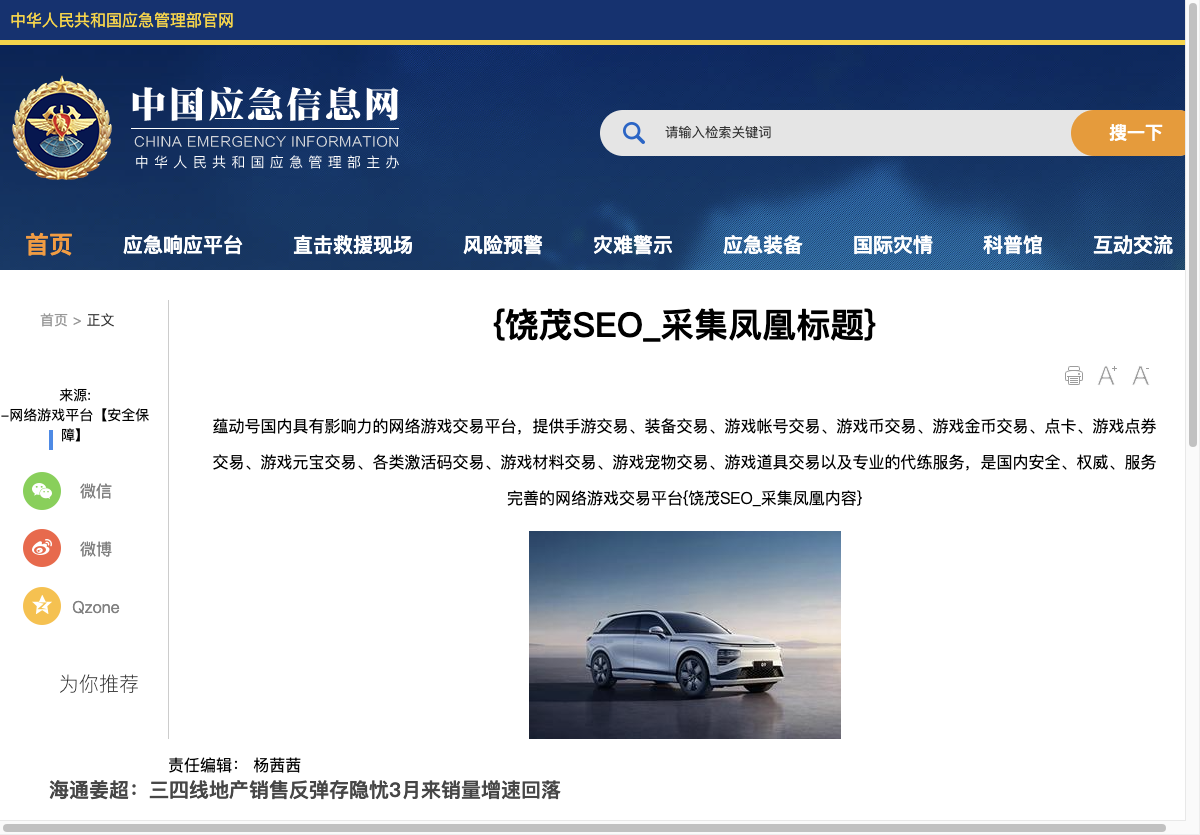 中华人民共和国应急管理部官网
中国应急信息网
CHINA EMERGENCY INFORMATION
中华人民共和国应急管理部主办
请输入检索关键词
搜一下
首页 应急响应平台 直击救援现场 风险预警 灾难警示 应急装备 国际灾情 科普馆 互动交流
首页 > 正文
{饶茂SEO_采集凤凰标题}
A+ A-
来源:
-网络游戏平台【安全保
障】
微信
微博
Qzone
为你推荐
蕴动号国内具有影响力的网络游戏交易平台，提供手游交易、装备交易、游戏帐号交易、游戏币交易、游戏金币交易、点卡、游戏点券
交易、游戏元宝交易、各类激活码交易、游戏材料交易、游戏宠物交易、游戏道具交易以及专业的代练服务，是国内安全、权威、服务
完善的网络游戏交易平台{饶茂SEO_采集凤凰内容}
责任编辑： 杨茜茜
海通姜超：三四线地产销售反弹存隐忧3月来销量增速回落